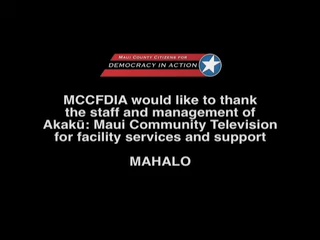 MAUI COUNTY CITIZENS FOR
DEMOCRACY IN ACTION
MCCFDIA would like to thank
the staff and management of
Akakū: Maui Community Television
for facility services and support
MAHALO